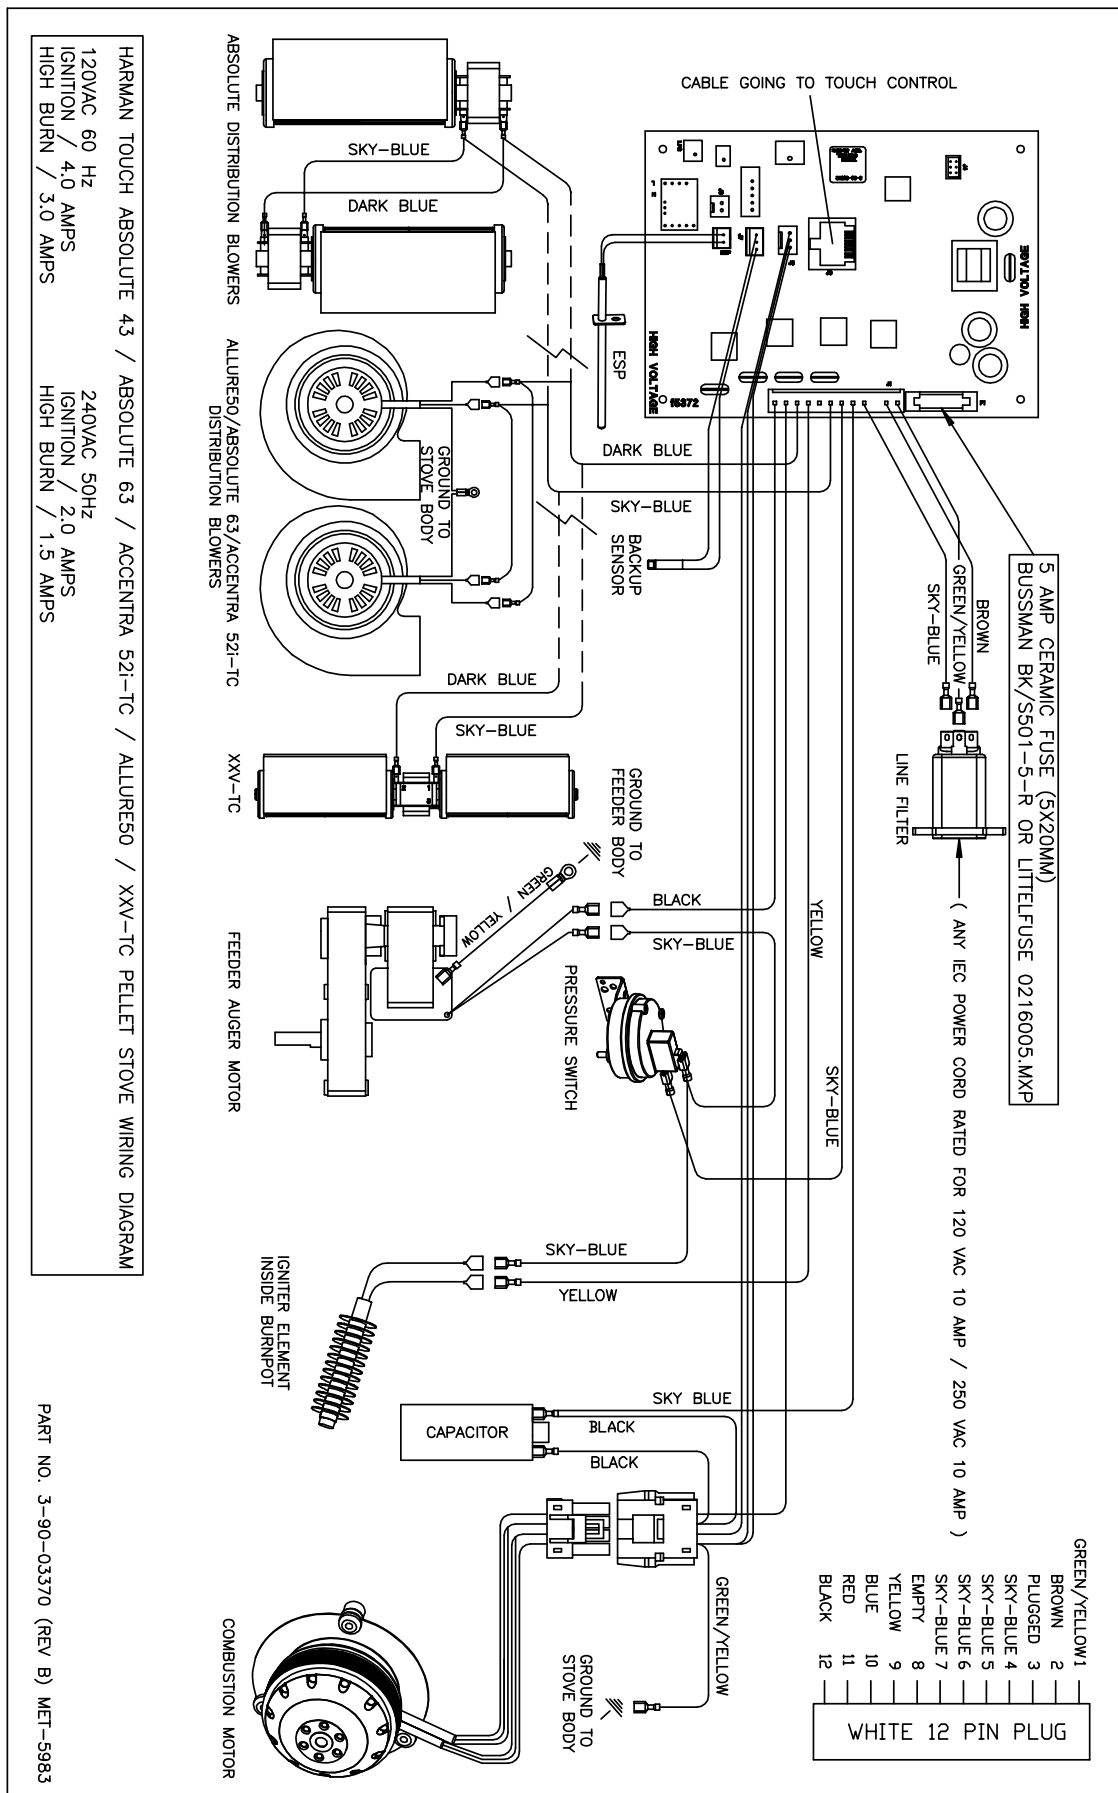 CABLE GOING TO TOUCH CONTROL
HIGH VOLTAGE
HIGH VOLTAGE
15372
ESP
5 AMP CERAMIC FUSE (5X20MM)
BUSSMAN BK/S501-5-R OR LITTELFUSE 0216005.MXP
BROWN
GREEN/YELLOW
SKY-BLUE
LINE FILTER
( ANY IEC POWER CORD RATED FOR 120 VAC 10 AMP / 250 VAC 10 AMP )
GREEN/YELLOW1
BROWN 2
PLUGGED 3
SKY-BLUE 4
SKY-BLUE 5
SKY-BLUE 6
SKY-BLUE 7
EMPTY 8
YELLOW 9
BLUE 10
RED 11
BLACK 12
WHITE 12 PIN PLUG
DARK BLUE
SKY-BLUE
BACKUP
SENSOR
SKY-BLUE
DARK BLUE
ABSOLUTE DISTRIBUTION BLOWERS
GROUND TO
STOVE BODY
ALLURE50/ABSOLUTE 63/ACCENTRA 52i-TC
DISTRIBUTION BLOWERS
DARK BLUE
SKY-BLUE
XXV-TC
GROUND TO
FEEDER BODY
GREEN / YELLOW
BLACK
SKY-BLUE
YELLOW
SKY-BLUE
FEEDER AUGER MOTOR
PRESSURE SWITCH
SKY-BLUE
YELLOW
IGNITER ELEMENT
INSIDE BURNPOT
SKY BLUE
BLACK
BLACK
CAPACITOR
GREEN/YELLOW
GROUND TO
STOVE BODY
COMBUSTION MOTOR
HARMAN TOUCH ABSOLUTE 43 / ABSOLUTE 63 / ACCENTRA 52i-TC / ALLURE50 / XXV-TC PELLET STOVE WIRING DIAGRAM
120VAC 60 Hz
IGNITION / 4.0 AMPS
HIGH BURN / 3.0 AMPS
240VAC 50Hz
IGNITION / 2.0 AMPS
HIGH BURN / 1.5 AMPS
PART NO. 3-90-03370 (REV B) MET-5983